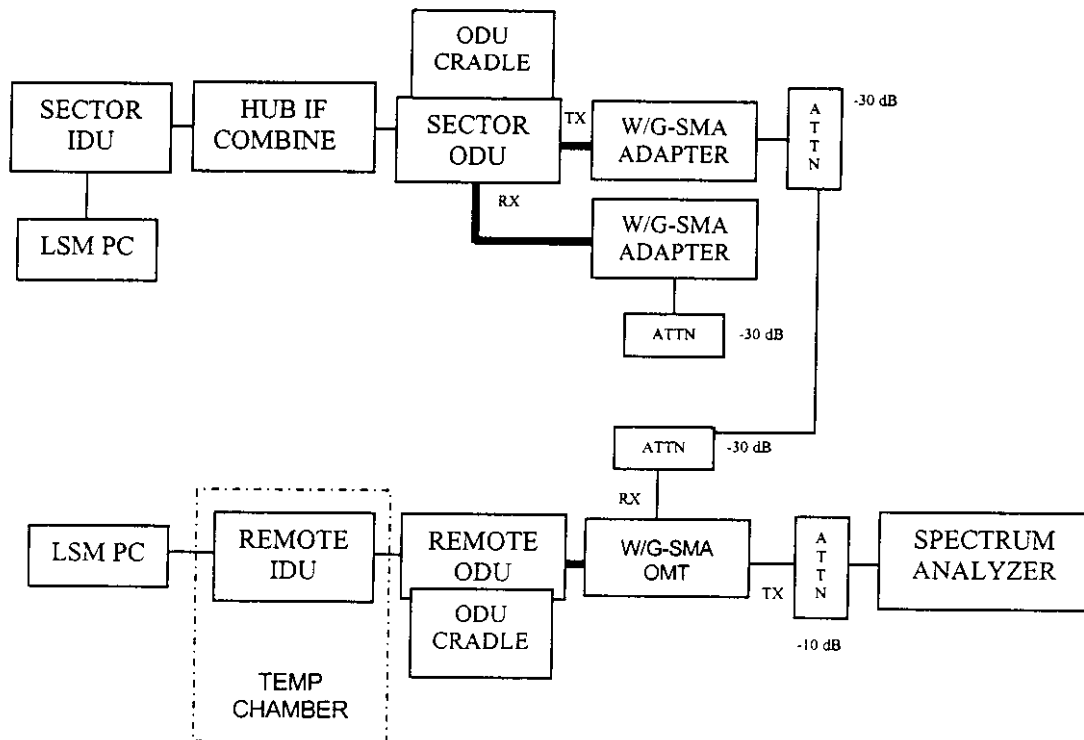 ODU
CRADLE
SECTOR
IDU
HUB IF
COMBINE
SECTOR
ODU
TX
W/G-SMA
ADAPTER
A
T
T
N
-30 dB
RX
LSM PC
W/G-SMA
ADAPTER
ATTN
-30 dB
ATTN
-30 dB
RX
LSM PC
REMOTE
IDU
REMOTE
ODU
ODU
CRADLE
W/G-SMA
OMT
TX
A
T
T
N
-10 dB
SPECTRUM
ANALYZER
TEMP
CHAMBER